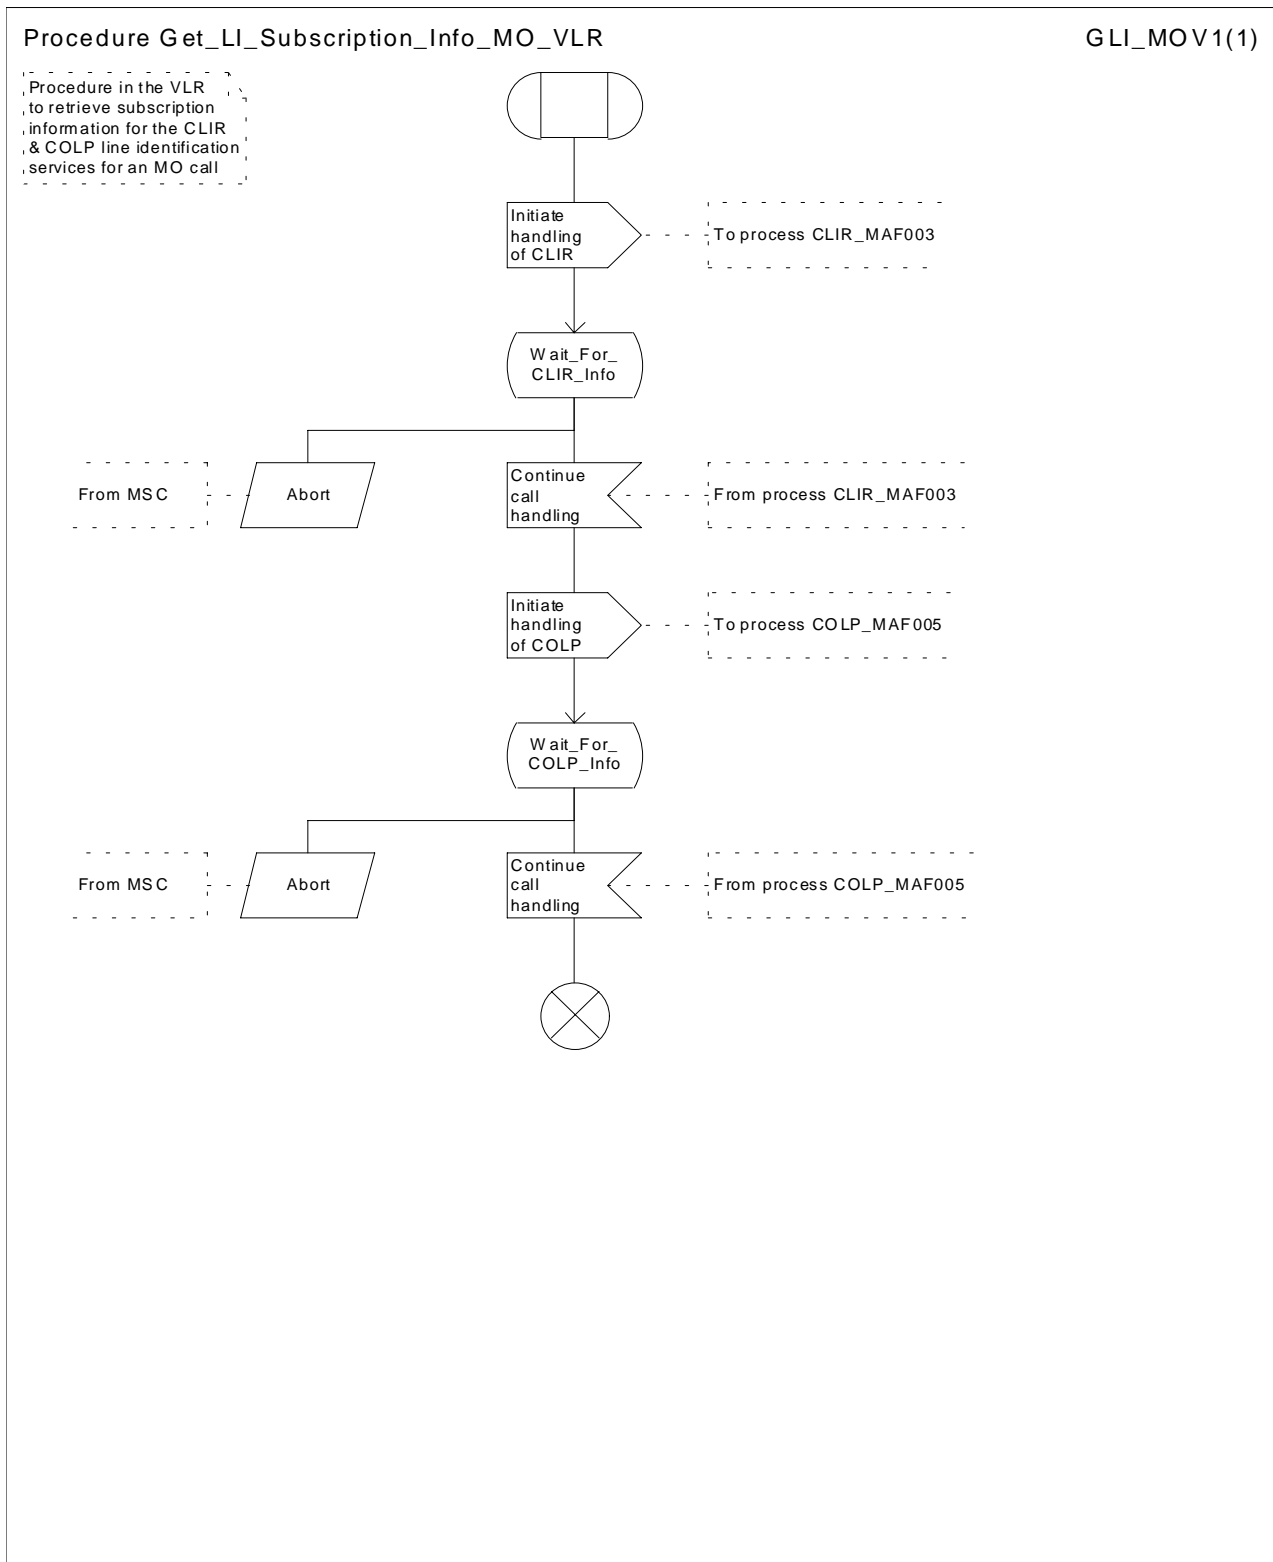 Procedure Get_LI_Subscription_Info_MO_VLR
GLI_MOV1(1)
Procedure in the VLR
to retrieve subscription
information for the CLIR
& COLP line identification
services for an MO call
Initiate
handling
of CLIR
To process CLIR_MAF003
Wait_For_
CLIR_Info
From MSC
Abort
Continue
call
handling
From process CLIR_MAF003
Initiate
handling
of COLP
To process COLP_MAF005
Wait_For_
COLP_Info
From MSC
Abort
Continue
call
handling
From process COLP_MAF005